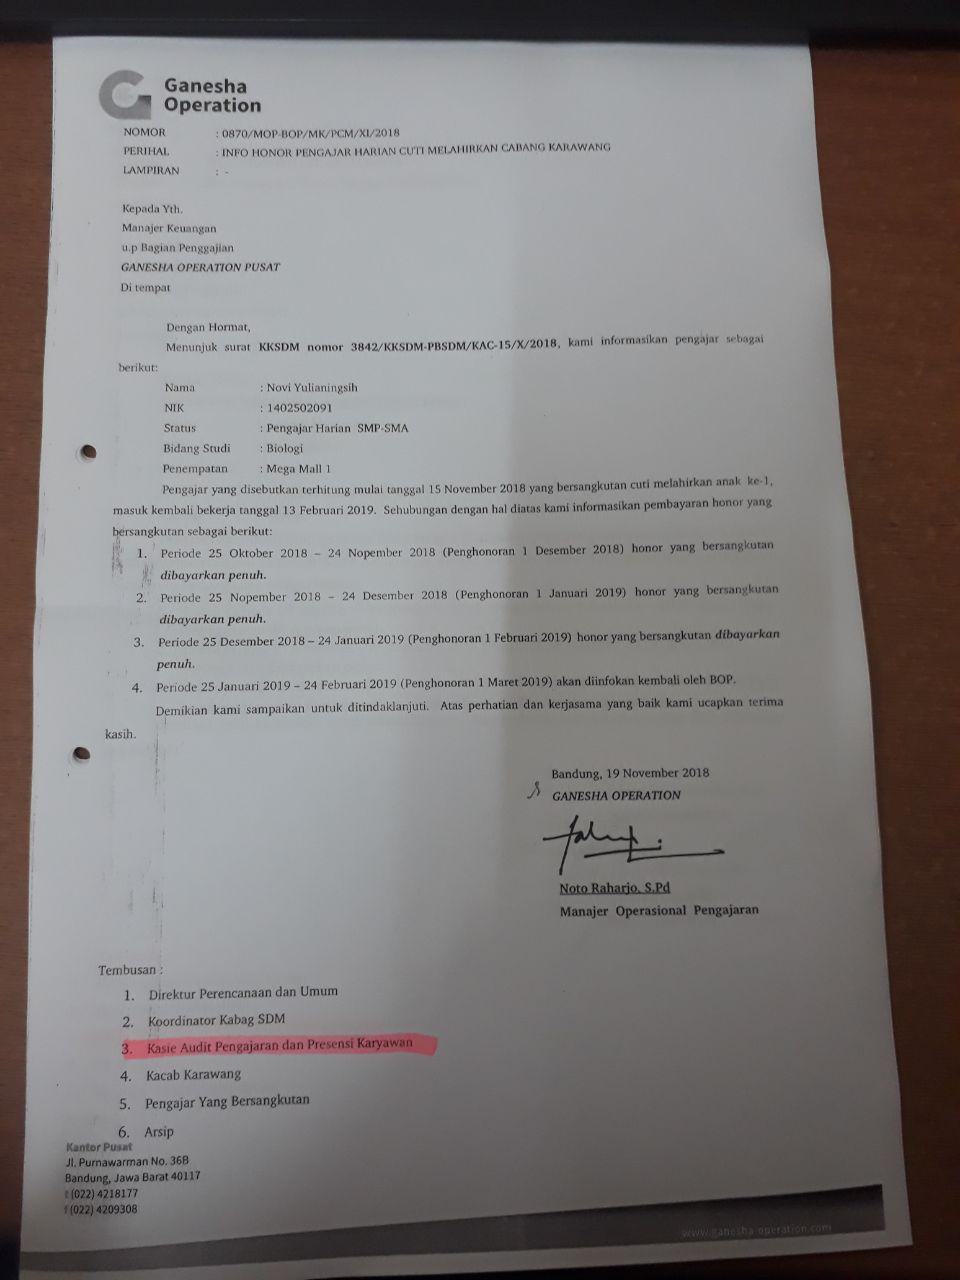 Ganesha
Operation
NOMOR : 0870/MOP-BOP/MK/PCM/XI/2018
PERIHAL : INFO HONOR PENGAJAR HARIAN CUTI MELAHIRKAN CABANG KARAWANG
LAMPIRAN : -
Kepada Yth.
Manajer Keuangan
u.p Bagian Penggajian
GANESHA OPERATION PUSAT
Di tempat
Dengan Hormat,
Menunjuk surat KKSDM nomor 3842/KKSDM-PBSDM/KAC-15/X/2018, kami informasikan pengajar sebagai
berikut:
Nama : Novi Yulianingsih
NIK : 1402502091
Status : Pengajar Harian SMP-SMA
Bidang Studi : Biologi
Penempatan : Mega Mall 1
Pengajar yang disebutkan terhitung mulai tanggal 15 November 2018 yang bersangkutan cuti melahirkan anak ke-1,
masuk kembali bekerja tanggal 13 Februari 2019. Sehubungan dengan hal diatas kami informasikan pembayaran honor yang
bersangkutan sebagai berikut:
1. Periode 25 Oktober 2018 – 24 Nopember 2018 (Penghonoran 1 Desember 2018) honor yang bersangkutan
dibayarkan penuh.
2. Periode 25 Nopember 2018 – 24 Desember 2018 (Penghonoran 1 Januari 2019) honor yang bersangkutan
dibayarkan penuh.
3. Periode 25 Desember 2018 – 24 Januari 2019 (Penghonoran 1 Februari 2019) honor yang bersangkutan dibayarkan
penuh.
4. Periode 25 Januari 2019 – 24 Februari 2019 (Penghonoran 1 Maret 2019) akan diinfokan kembali oleh BOP.
Demikian kami sampaikan untuk ditindaklanjuti. Atas perhatian dan kerjasama yang baik kami ucapkan terima
kasih.
Bandung, 19 November 2018
GANESHA OPERATION
Noto Raharjo, S.Pd
Manajer Operasional Pengajaran
Tembusan :
1. Direktur Perencanaan dan Umum
2. Koordinator Kabag SDM
3. Kasie Audit Pengajaran dan Presensi Karyawan
4. Kacab Karawang
5. Pengajar Yang Bersangkutan
6. Arsip
Kantor Pusat
Jl. Purnawarman No. 36B
Bandung, Jawa Barat 40117
t (022) 4218177
f (022) 4209308
www.ganesha-operation.com